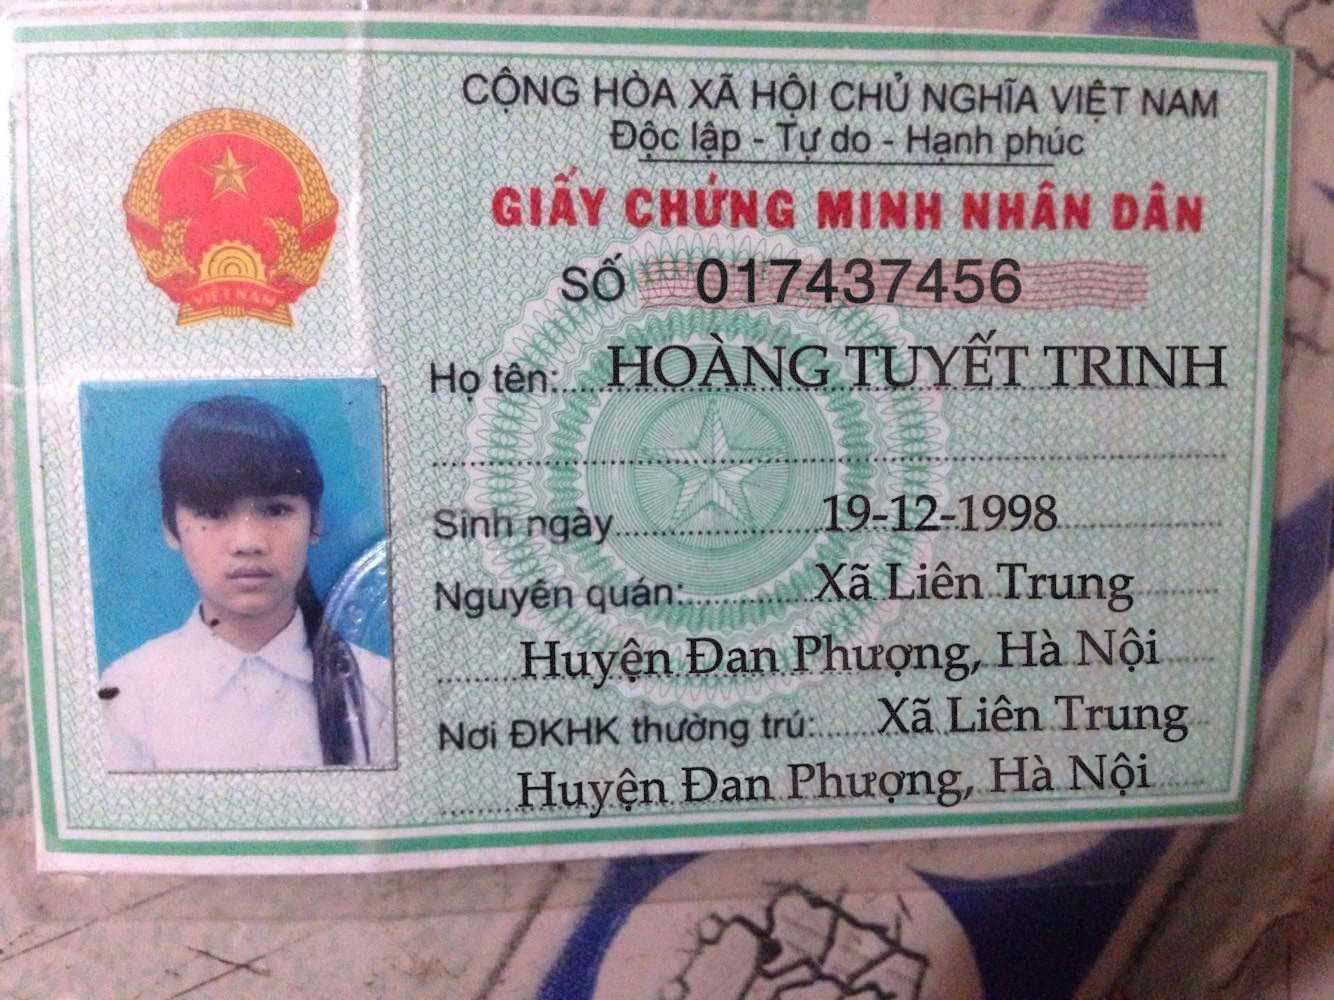 CỘNG HÒA XÃ HỘI CHỦ NGHĨA VIỆT NAM
Độc lập - Tự do - Hạnh phúc
GIẤY CHỨNG MINH NHÂN DÂN
SỐ 017437456
Họ tên: HOÀNG TUYẾT TRINH
Sinh ngày 19-12-1998
Nguyên quán: Xã Liên Trung
Huyện Đan Phượng, Hà Nội
Nơi ĐKHK thường trú: Xã Liên Trung
Huyện Đan Phượng, Hà Nội
VIỆT NAM